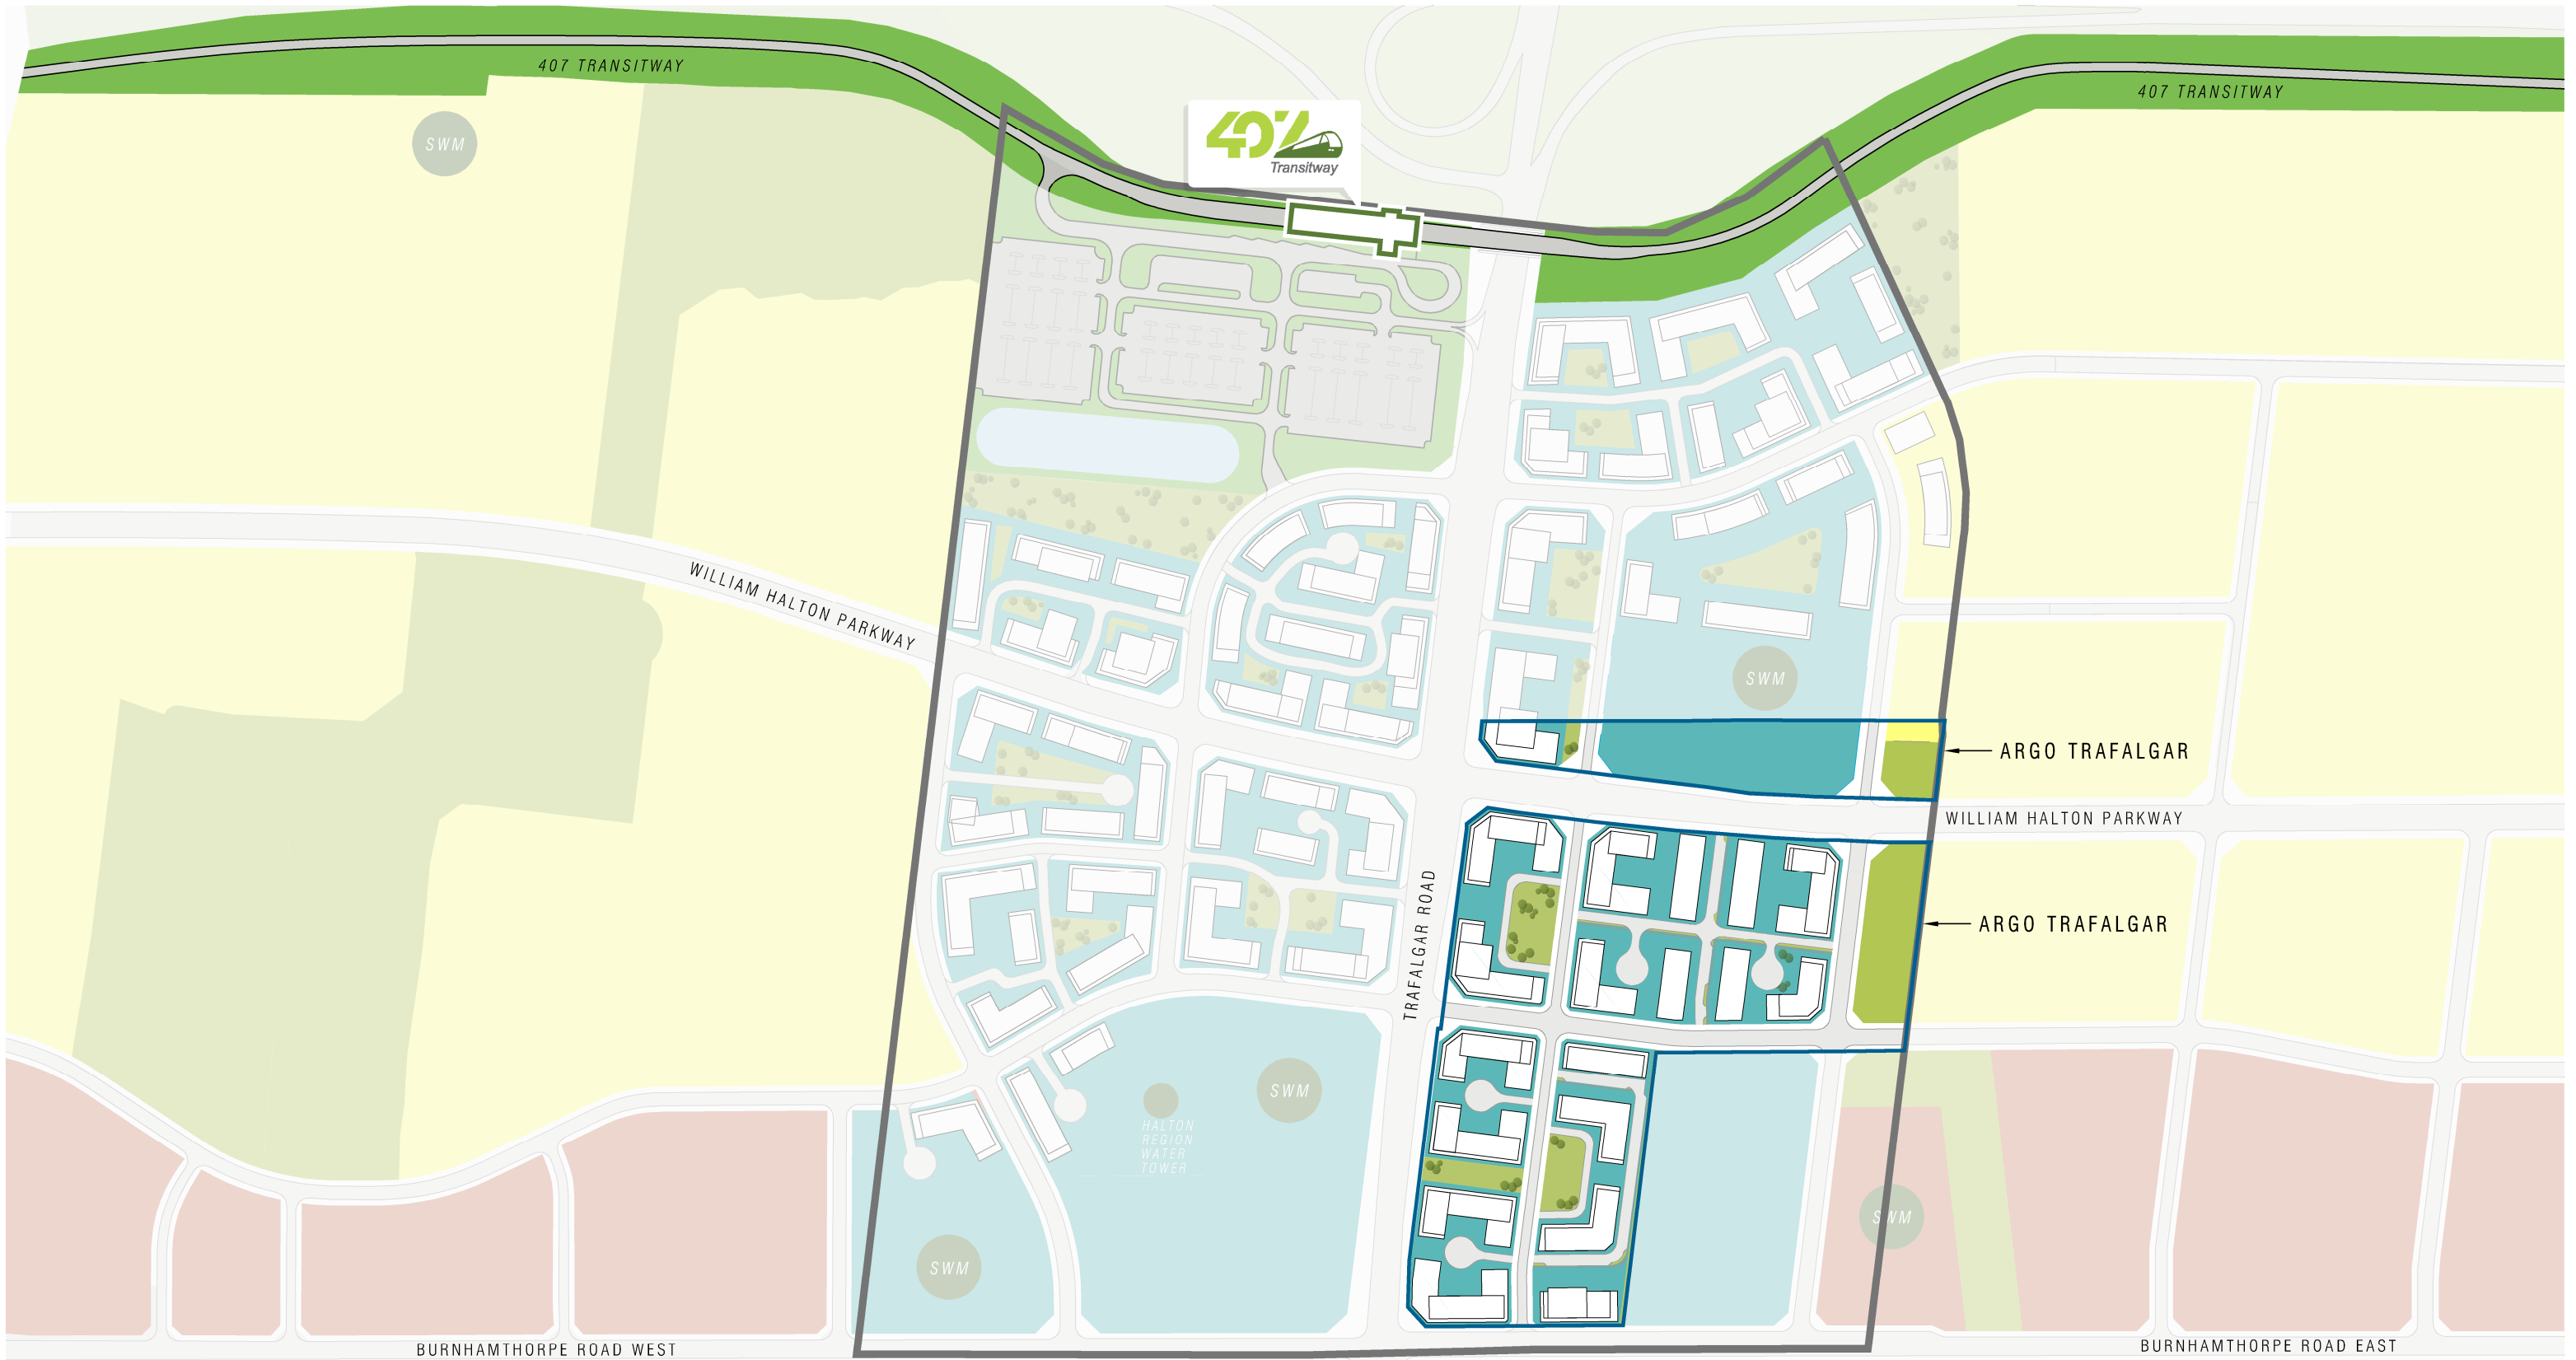 407 TRANSITWAY
407 TRANSITWAY
407
Transitway
SWM
WILLIAM HALTON PARKWAY
SWM
ARGO TRAFALGAR
WILLIAM HALTON PARKWAY
TRAFALGAR ROAD
ARGO TRAFALGAR
SWM
HALTON
REGION
WATER
TOWER
SWM
SWM
BURNHAMTHORPE ROAD WEST
BURNHAMTHORPE ROAD EAST